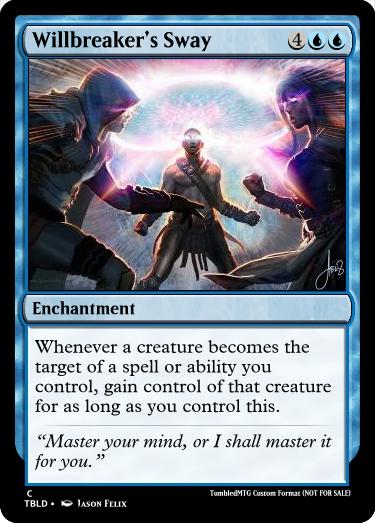 Willbreaker's Sway 4
Enchantment
Whenever a creature becomes the
target of a spell or ability you
control, gain control of that creature
for as long as you control this.
“Master your mind, or I shall master it
for you.”
C
TBLD • Jason Felix
TumbledMTG Custom Format (NOT FOR SALE)